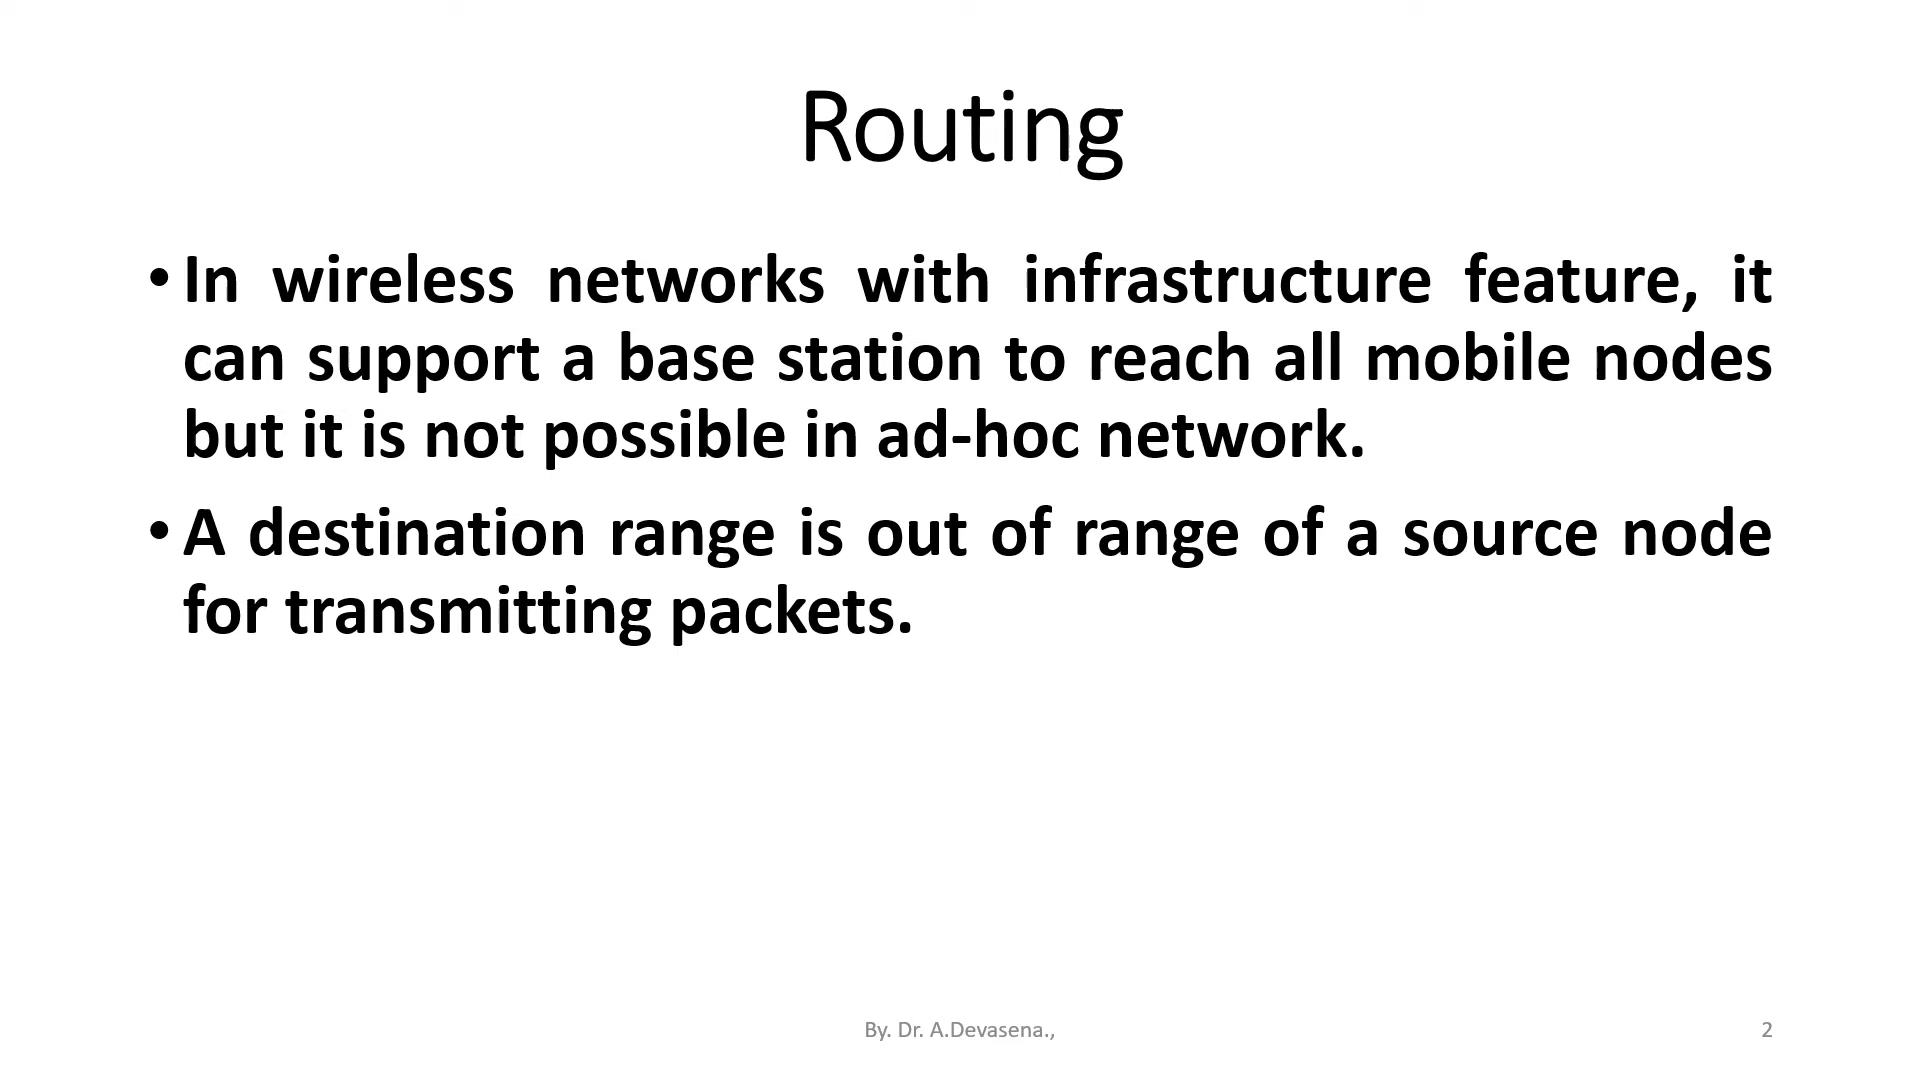 Routing
• In wireless networks with infrastructure feature, it
can support a base station to reach all mobile nodes
but it is not possible in ad-hoc network.
• A destination range is out of range of a source node
for transmitting packets.
By. Dr. A.Devasena.,
2